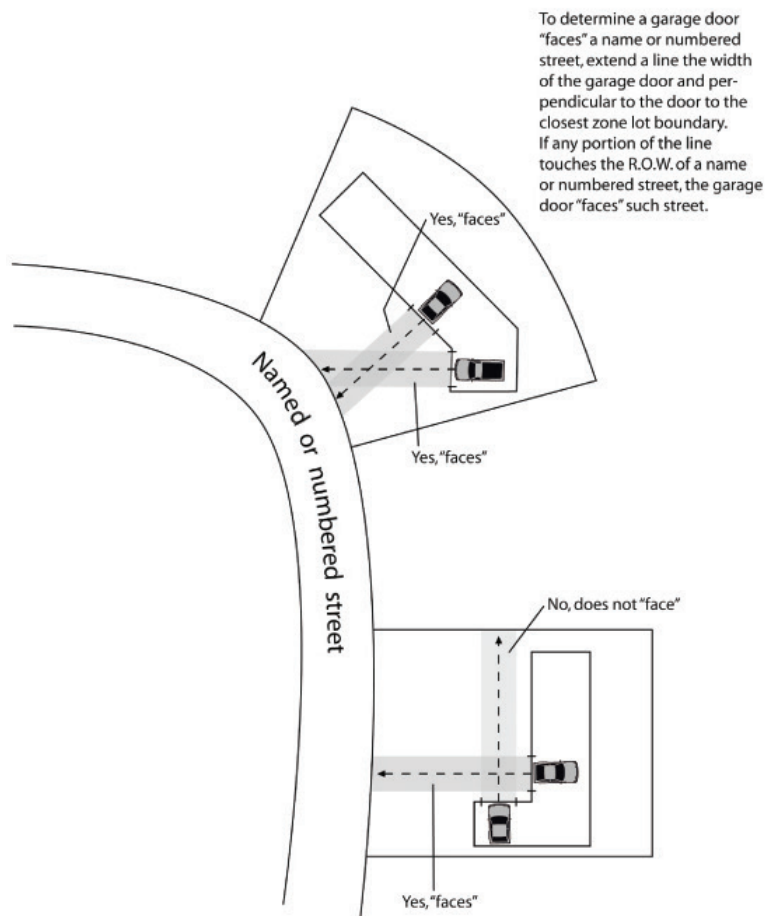 To determine a garage door
“faces” a name or numbered
street, extend a line the width
of the garage door and per-
pendicular to the door to the
closest zone lot boundary.
If any portion of the line
touches the R.O.W. of a name
or numbered street, the garage
door “faces” such street.
Yes, “faces”
Named or numbered street
Yes, “faces”
No, does not “face”
Yes, “faces”